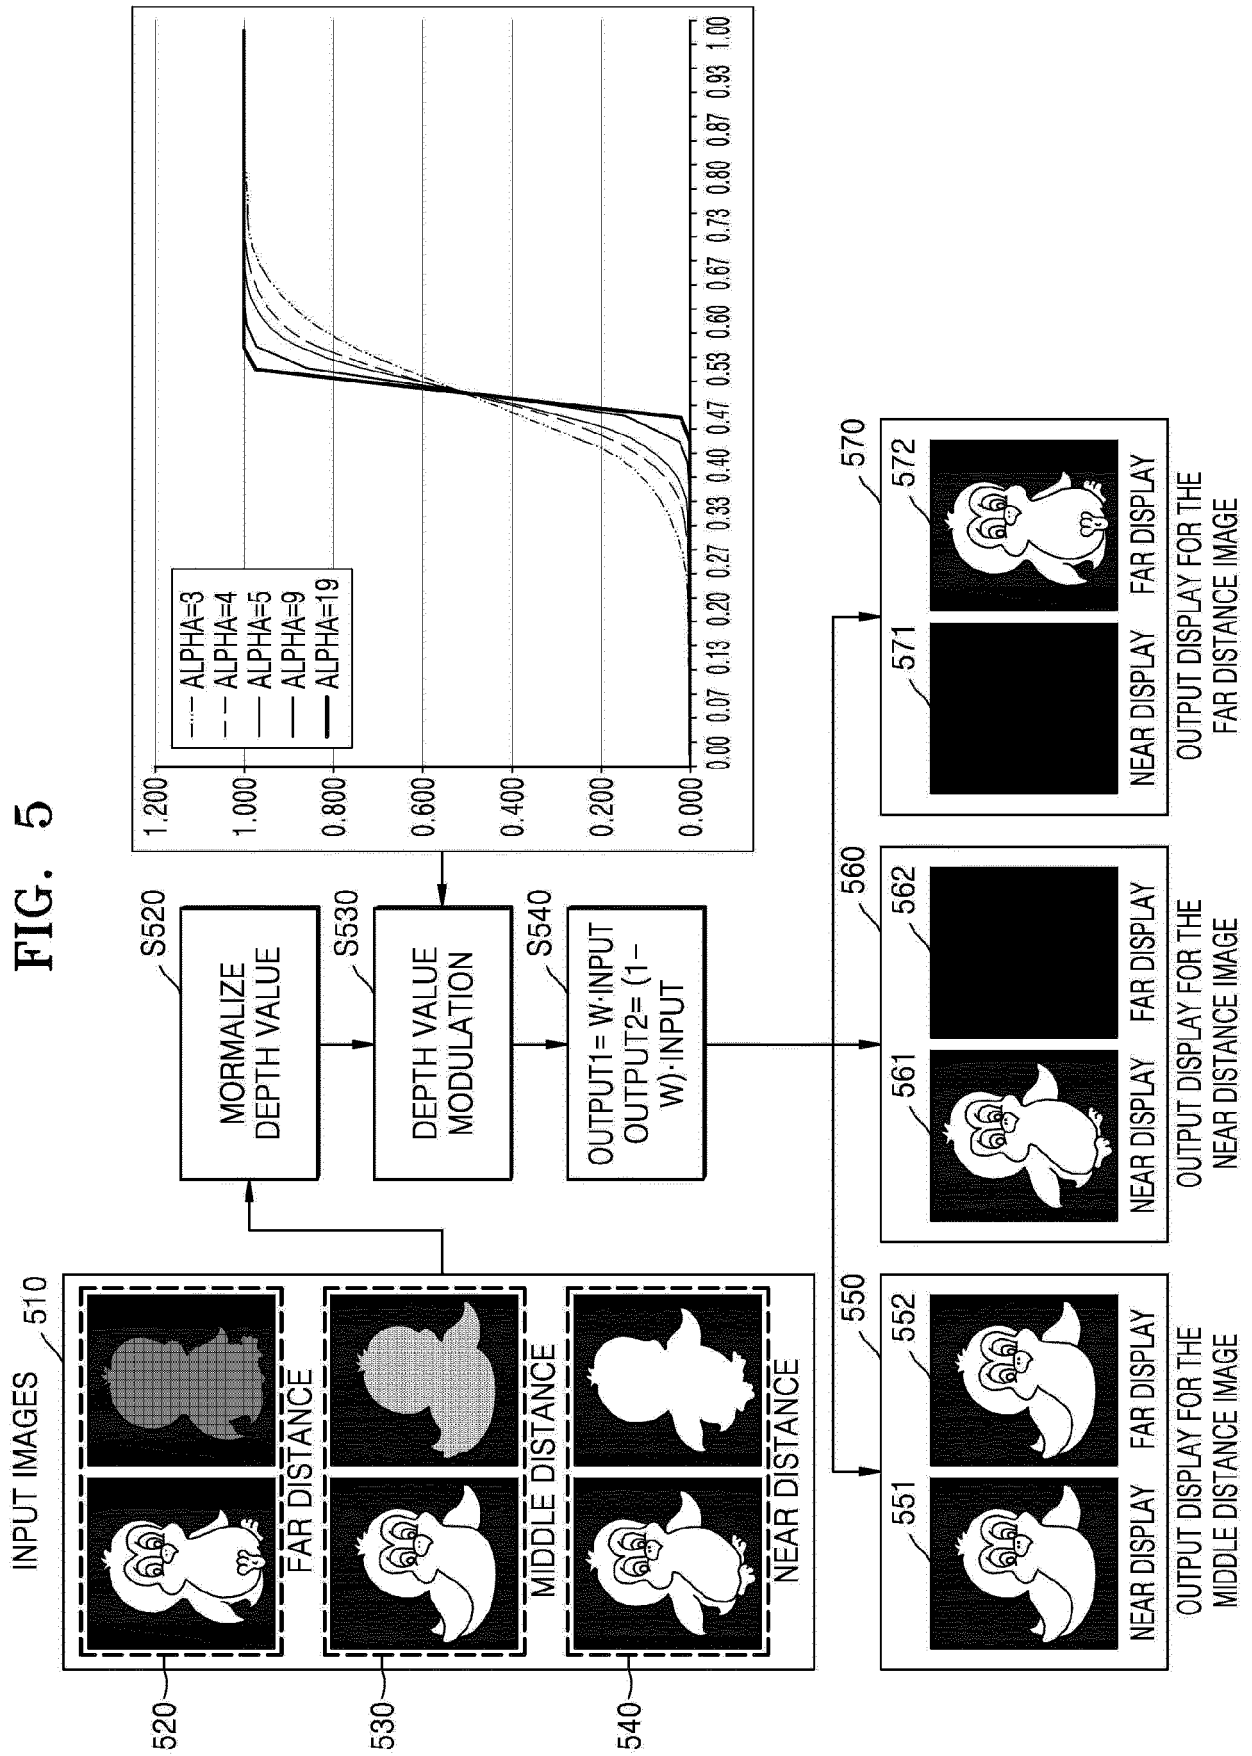 FIG. 5
INPUT IMAGES
510
520
FAR DISTANCE
530
MIDDLE DISTANCE
540
NEAR DISTANCE
S520
MORMALIZE
DEPTH VALUE
S530
DEPTH VALUE
MODULATION
S540
OUTPUT1= W·INPUT
OUTPUT2= (1-
W)·INPUT
1.200
1.000
0.800
0.600
0.400
0.200
0.000
ALPHA=3
ALPHA=4
ALPHA=5
ALPHA=9
ALPHA=19
0.00 0.07 0.13 0.20 0.27 0.33 0.40 0.47 0.53 0.60 0.67 0.73 0.80 0.87 0.93 1.00
550
551
552
NEAR DISPLAY
FAR DISPLAY
OUTPUT DISPLAY FOR THE
MIDDLE DISTANCE IMAGE
560
561
562
NEAR DISPLAY
FAR DISPLAY
OUTPUT DISPLAY FOR THE
NEAR DISTANCE IMAGE
570
571
572
NEAR DISPLAY
FAR DISPLAY
OUTPUT DISPLAY FOR THE
FAR DISTANCE IMAGE